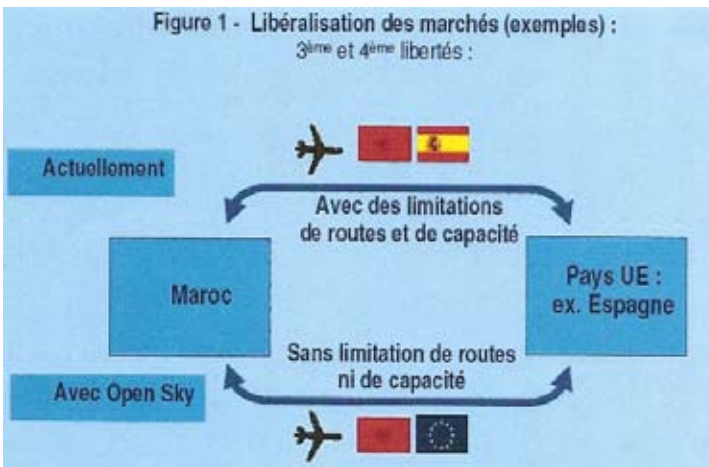 Figure 1 - Libéralisation des marchés (exemples) :
3ème et 4ème libertés :
Actuellement
Avec des limitations
de routes et de capacité
Maroc
Pays UE :
ex. Espagne
Sans limitation de routes
ni de capacité
Avec Open Sky